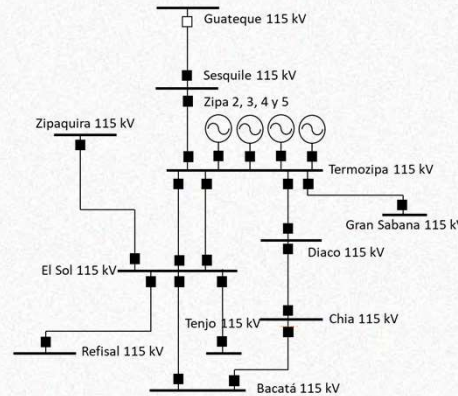 Guateque 115 kV
Sesquile 115 kV
Zipa 2, 3, 4 y 5
Zipaquira 115 kV
Termozipa 115 kV
Gran Sabana 115 kV
Diaco 115 kV
El Sol 115 kV
Tenjo 115 kV
Chia 115 kV
Refisal 115 kV
Bacatá 115 kV